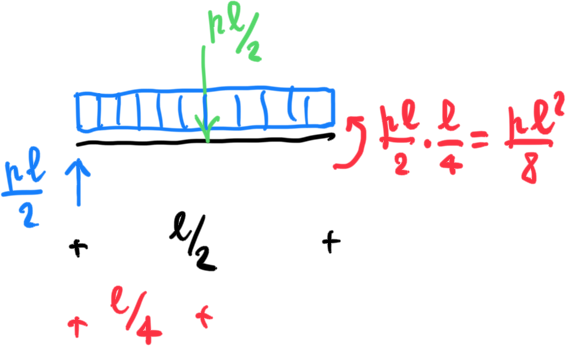 pl/2
pl/2 · l/4 = pl²/8
pl/2
+ l/2 +
+ l/4 +